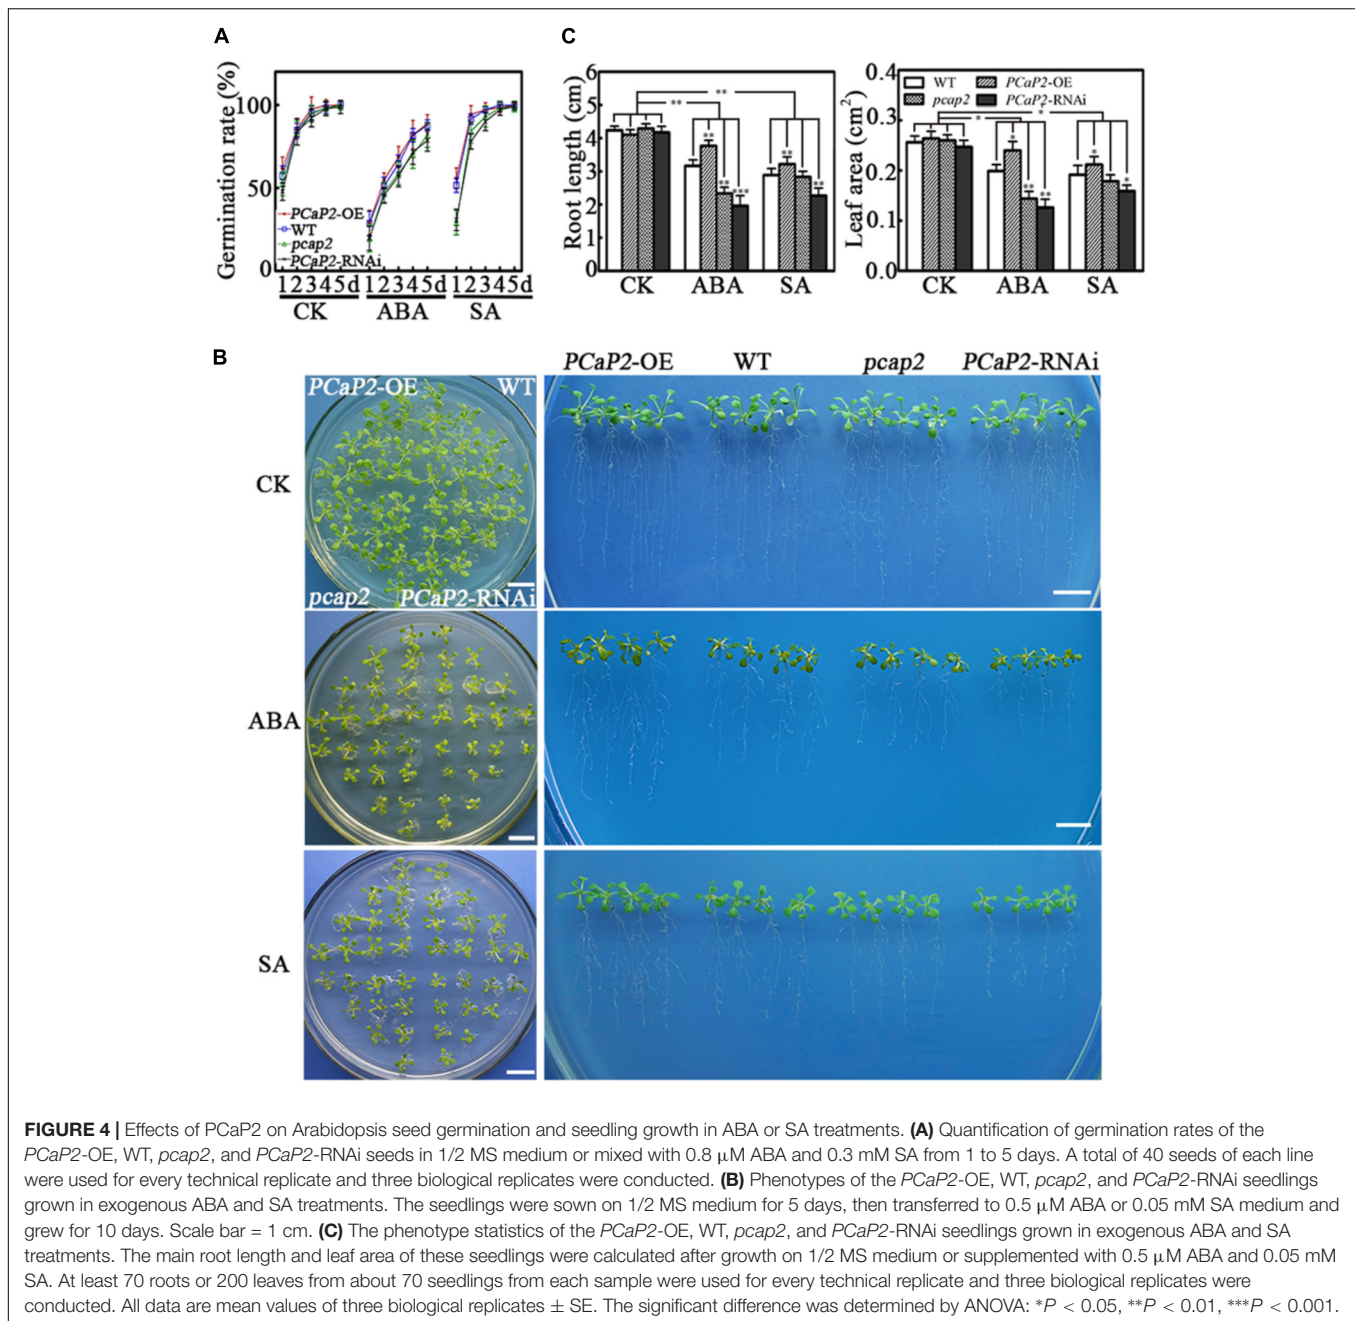 A
Germination rate (%)
100
50
0
PCaP2-OE
WT
pcap2
PCaP2-RNAi
1 2 3 4 5d 1 2 3 4 5d 1 2 3 4 5d
CK ABA SA
C
Root length (cm)
6
5
4
3
2
1
0
** **
** ** ***
** **
CK ABA SA
Leaf area (cm2)
0.4
0.3
0.2
0.1
0.0
WT PCaP2-OE
pcap2 PCaP2-RNAi
* *
* ** **
* *
CK ABA SA
B
PCaP2-OE WT pcap2 PCaP2-RNAi
PCaP2-OE WT
CK
pcap2 PCaP2-RNAi
ABA
SA
FIGURE 4 | Effects of PCaP2 on Arabidopsis seed germination and seedling growth in ABA or SA treatments. (A) Quantification of germination rates of the
PCaP2-OE, WT, pcap2, and PCaP2-RNAi seeds in 1/2 MS medium or mixed with 0.8 μM ABA and 0.3 mM SA from 1 to 5 days. A total of 40 seeds of each line
were used for every technical replicate and three biological replicates were conducted. (B) Phenotypes of the PCaP2-OE, WT, pcap2, and PCaP2-RNAi seedlings
grown in exogenous ABA and SA treatments. The seedlings were sown on 1/2 MS medium for 5 days, then transferred to 0.5 μM ABA or 0.05 mM SA medium and
grew for 10 days. Scale bar = 1 cm. (C) The phenotype statistics of the PCaP2-OE, WT, pcap2, and PCaP2-RNAi seedlings grown in exogenous ABA and SA
treatments. The main root length and leaf area of these seedlings were calculated after growth on 1/2 MS medium or supplemented with 0.5 μM ABA and 0.05 mM
SA. At least 70 roots or 200 leaves from about 70 seedlings from each sample were used for every technical replicate and three biological replicates were
conducted. All data are mean values of three biological replicates ± SE. The significant difference was determined by ANOVA: *P < 0.05, **P < 0.01, ***P < 0.001.